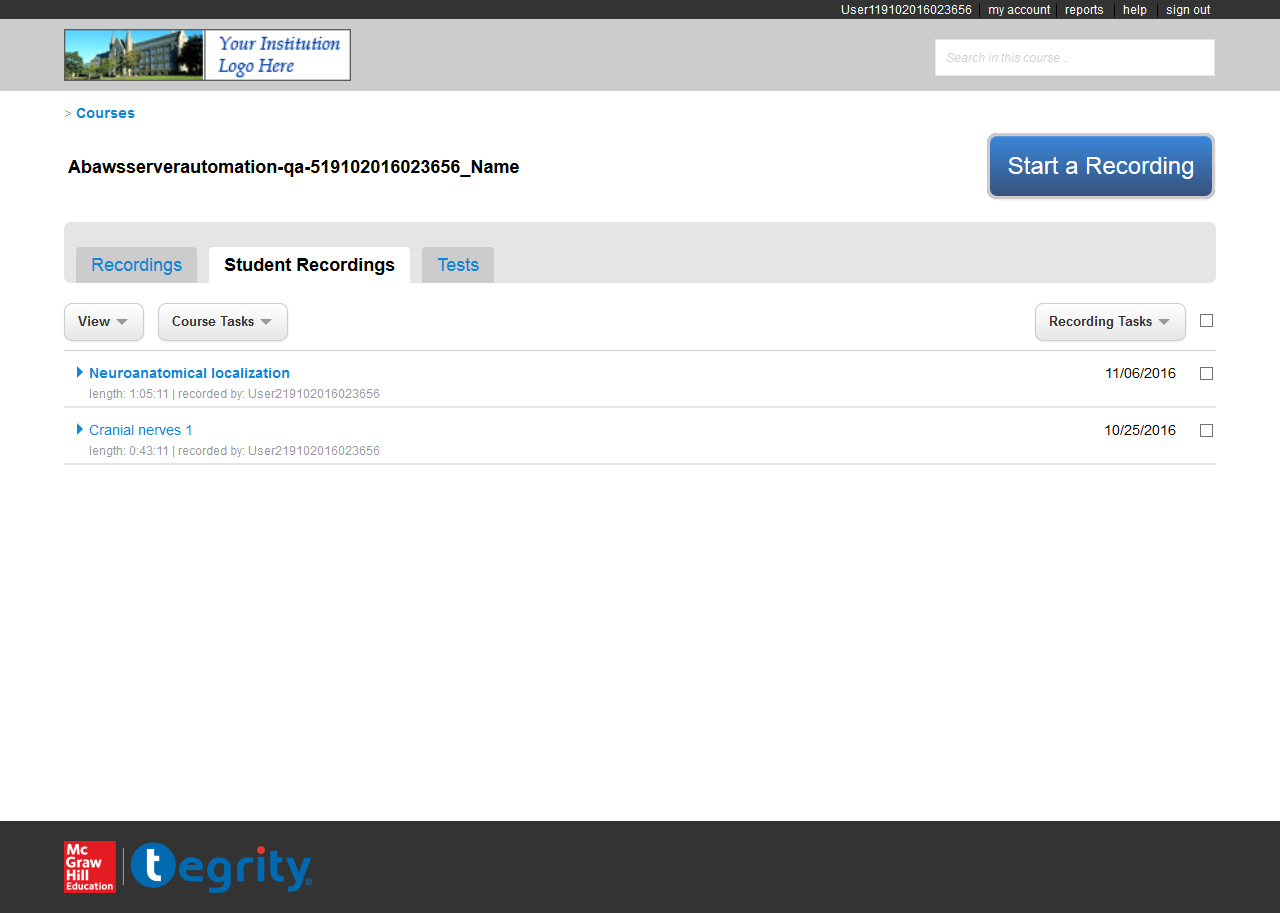 User119102016023656 my account reports help sign out
Your Institution
Logo Here
Search in this course...
> Courses
Abawsserverautomation-qa-519102016023656_Name
Start a Recording
Recordings Student Recordings Tests
View Course Tasks Recording Tasks
Neuroanatomical localization 11/06/2016
length: 1:05:11 | recorded by: User219102016023656
Cranial nerves 1 10/25/2016
length: 0:43:11 | recorded by: User219102016023656
Mc
Graw
Hill
Education
tegrity®